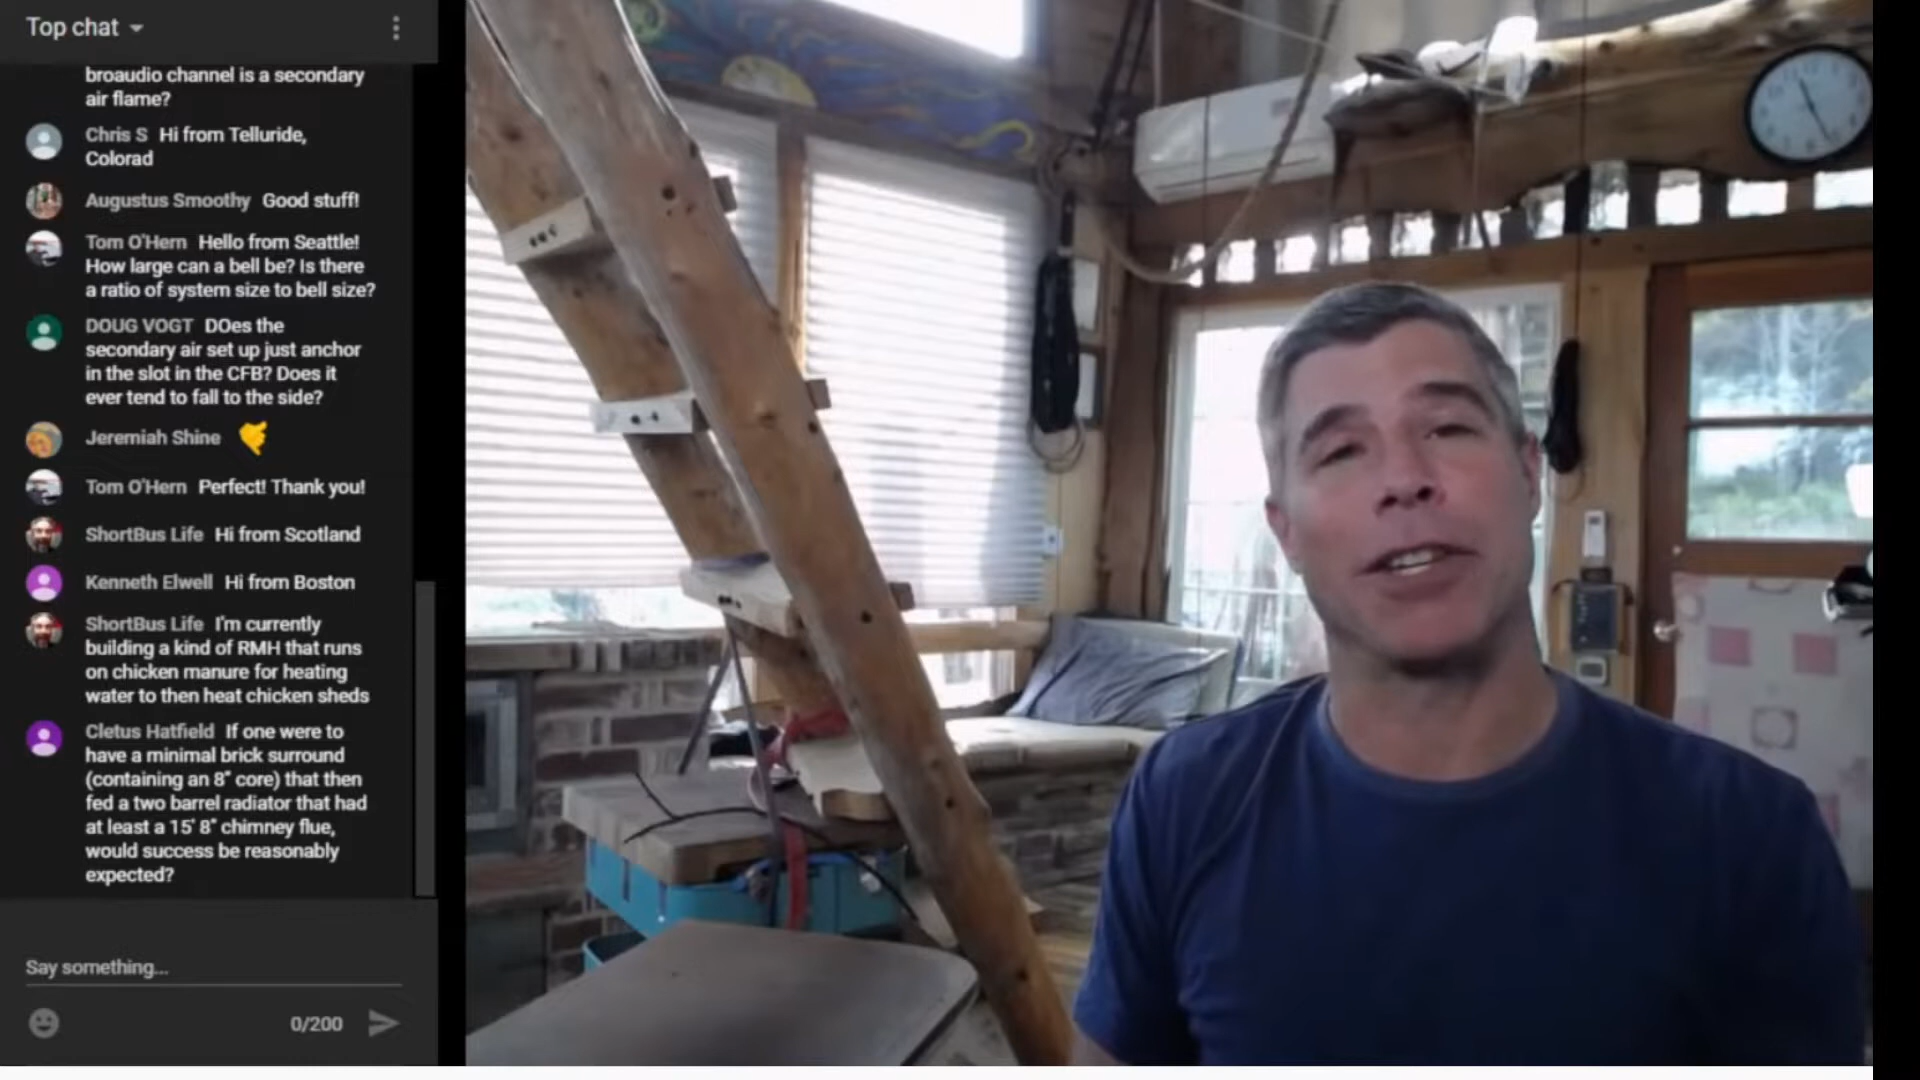 Top chat
broaudio channel is a secondary
air flame?
Chris S Hi from Telluride,
Colorad
Augustus Smoothy Good stuff!
Tom O'Hern Hello from Seattle!
How large can a bell be? Is there
a ratio of system size to bell size?
DOUG VOGT DOes the
secondary air set up just anchor
in the slot in the CFB? Does it
ever tend to fall to the side?
Jeremiah Shine
Tom O'Hern Perfect! Thank you!
ShortBus Life Hi from Scotland
Kenneth Elwell Hi from Boston
ShortBus Life I'm currently
building a kind of RMH that runs
on chicken manure for heating
water to then heat chicken sheds
Cletus Hatfield If one were to
have a minimal brick surround
(containing an 8" core) that then
fed a two barrel radiator that had
at least a 15' 8" chimney flue,
would success be reasonably
expected?
Say something...
0/200